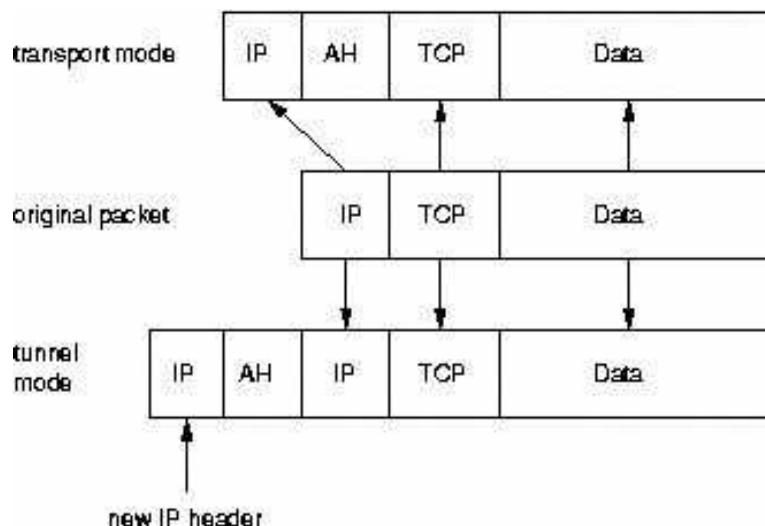 transport mode IP AH TCP Data
original packet IP TCP Data
tunnel
mode
IP AH IP TCP Data
new IP header